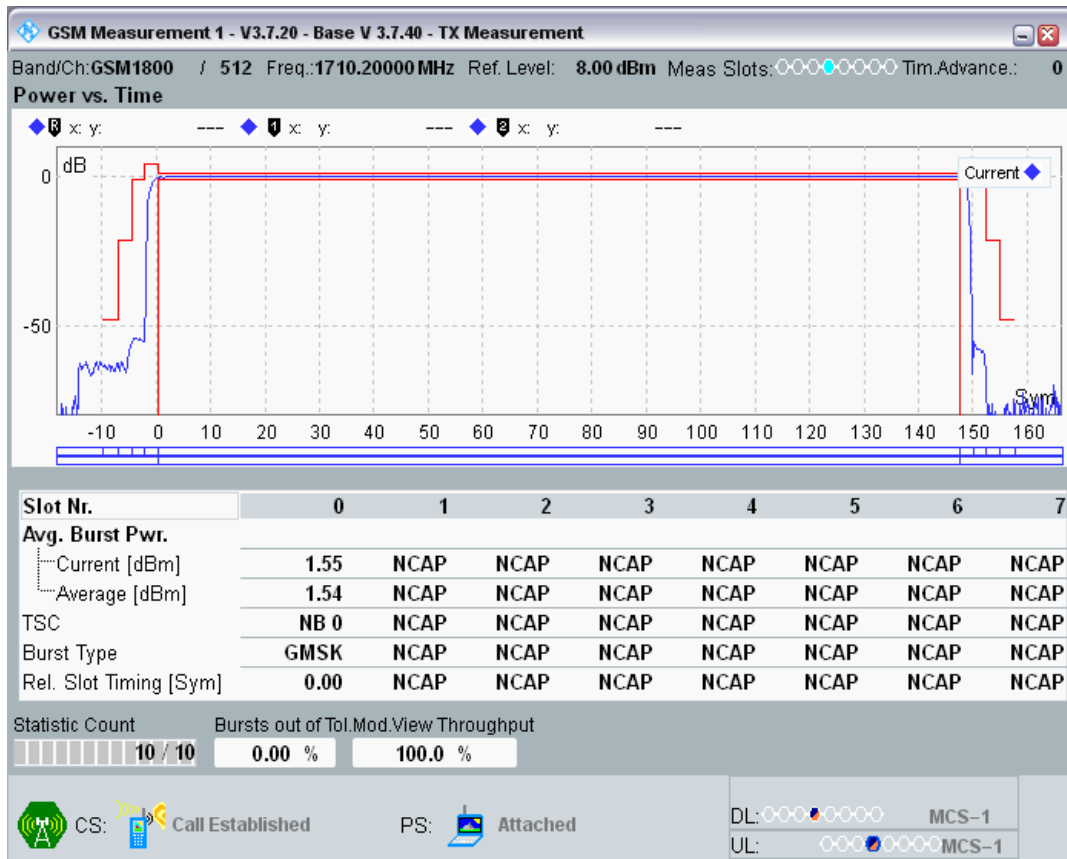 GSM Measurement 1 - V3.7.20 - Base V 3.7.40 - TX Measurement
Band/Ch:GSM1800 / 512 Freq.:1710.20000 MHz Ref. Level: 8.00 dBm Meas Slots: Tim.Advance.: 0
Power vs. Time
R x: y: --- 1 x: y: --- 2 x: y: ---
dB
Current
0
-50
Sym
-10 0 10 20 30 40 50 60 70 80 90 100 110 120 130 140 150 160
Slot Nr. 0 1 2 3 4 5 6 7
Avg. Burst Pwr.
Current [dBm] 1.55 NCAP NCAP NCAP NCAP NCAP NCAP NCAP
Average [dBm] 1.54 NCAP NCAP NCAP NCAP NCAP NCAP NCAP
TSC NB 0 NCAP NCAP NCAP NCAP NCAP NCAP NCAP
Burst Type GMSK NCAP NCAP NCAP NCAP NCAP NCAP NCAP
Rel. Slot Timing [Sym] 0.00 NCAP NCAP NCAP NCAP NCAP NCAP NCAP
Statistic Count Bursts out of Tol.Mod.View Throughput
10 / 10 0.00 % 100.0 %
CS: Call Established PS: Attached
DL: MCS-1
UL: MCS-1